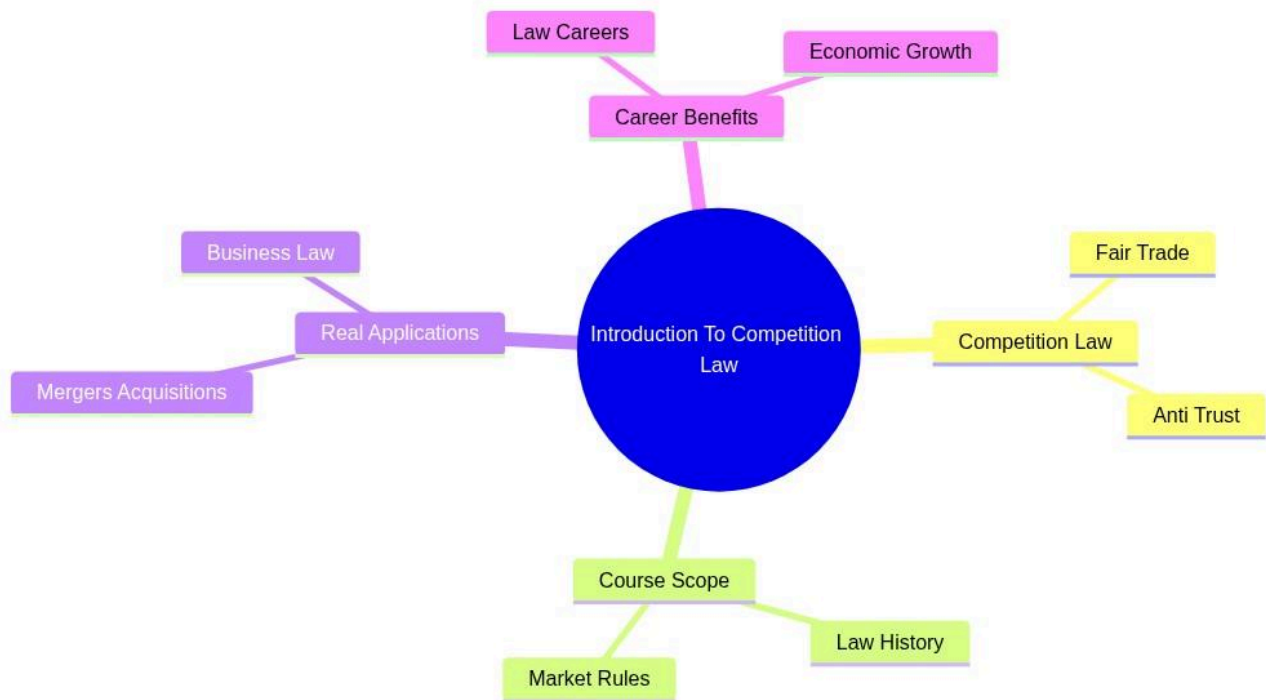 Law Careers
Economic Growth
Career Benefits
Business Law
Real Applications
Mergers Acquisitions
Introduction To Competition
Law
Fair Trade
Competition Law
Anti Trust
Course Scope
Law History
Market Rules